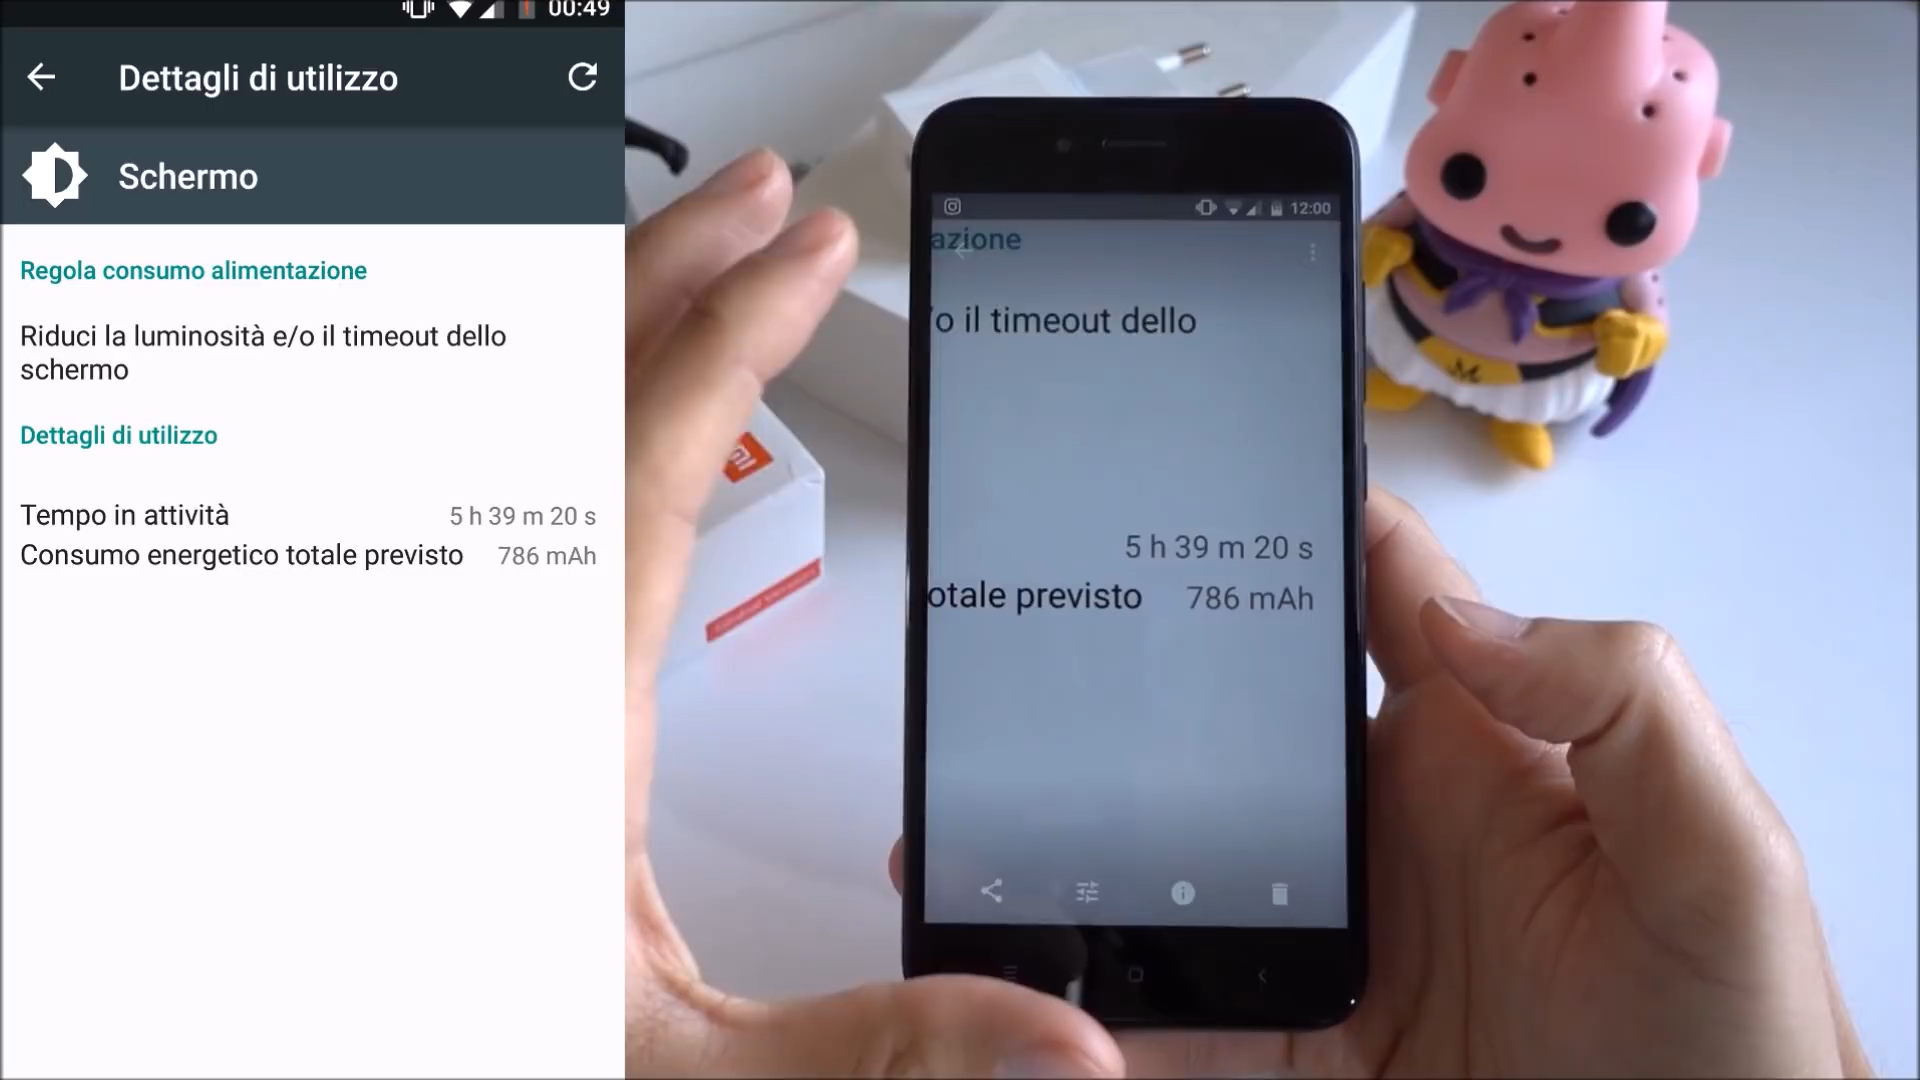 00:49
Dettagli di utilizzo
Schermo
Regola consumo alimentazione
Riduci la luminosità e/o il timeout dello
schermo
Dettagli di utilizzo
Tempo in attività 5 h 39 m 20 s
Consumo energetico totale previsto 786 mAh
12:00
azione
/o il timeout dello
5 h 39 m 20 s
otale previsto 786 mAh
M